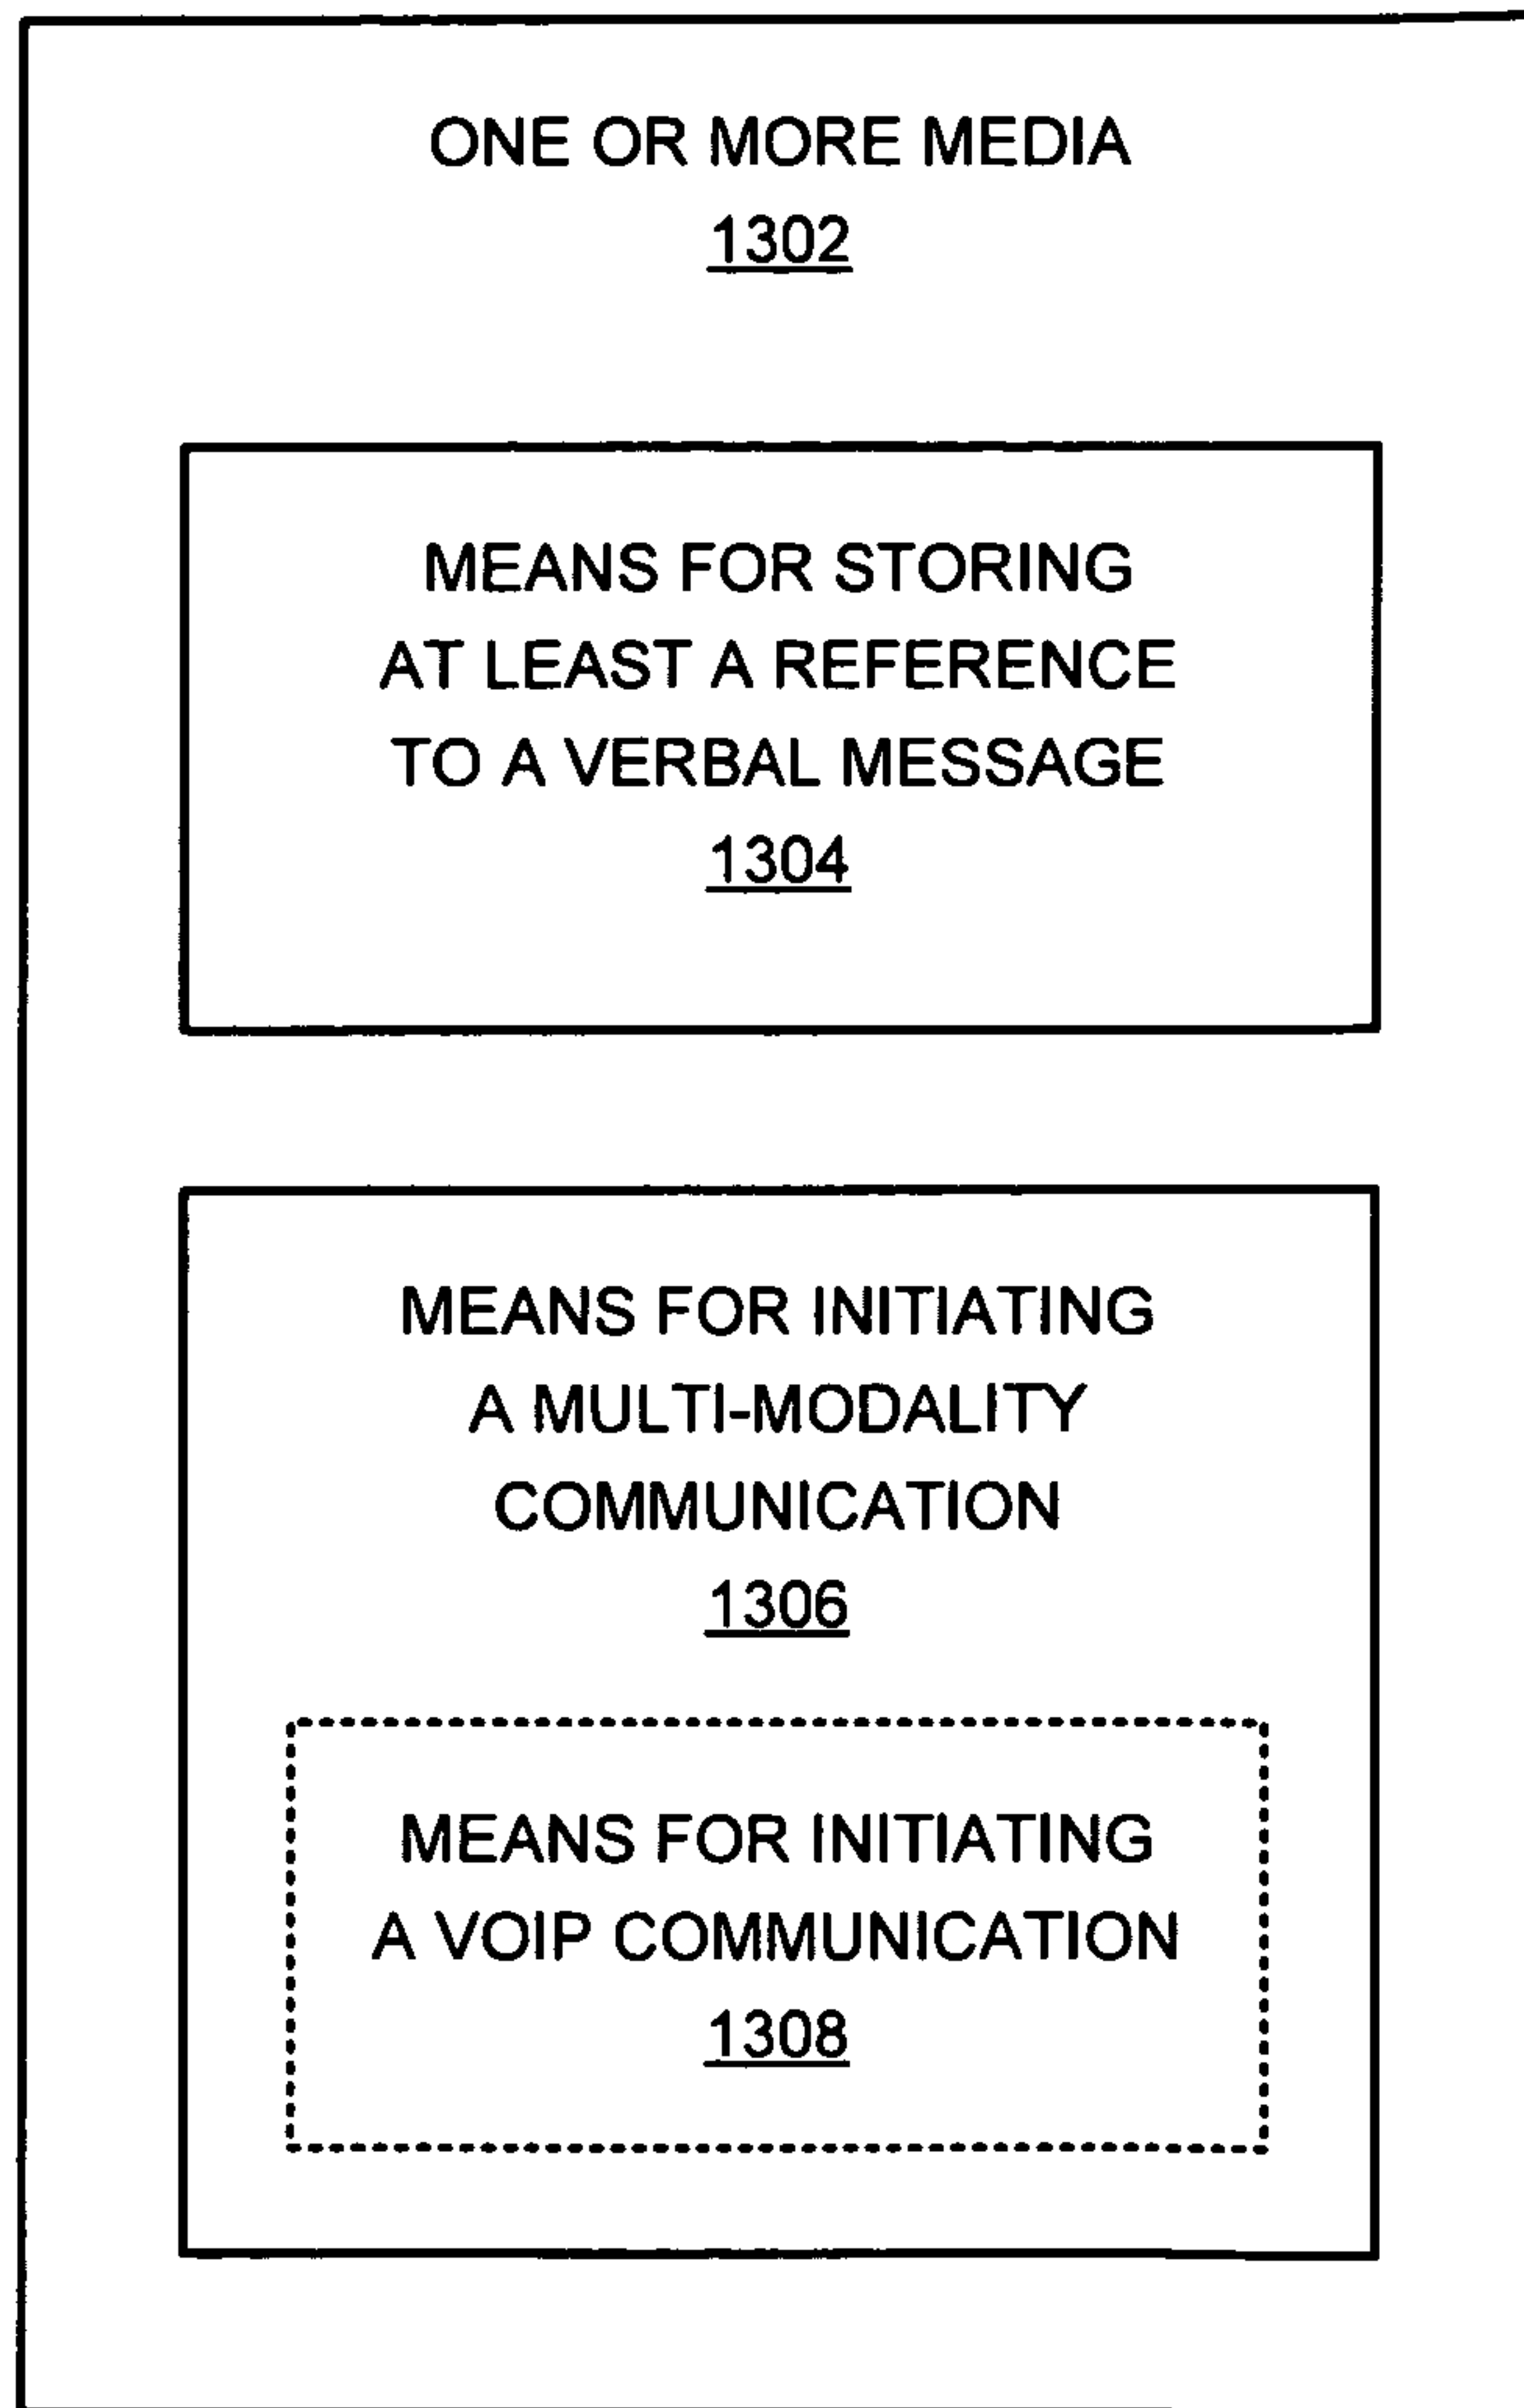 ONE OR MORE MEDIA
1302
MEANS FOR STORING
AT LEAST A REFERENCE
TO A VERBAL MESSAGE
1304
MEANS FOR INITIATING
A MULTI-MODALITY
COMMUNICATION
1306
MEANS FOR INITIATING
A VOIP COMMUNICATION
1308